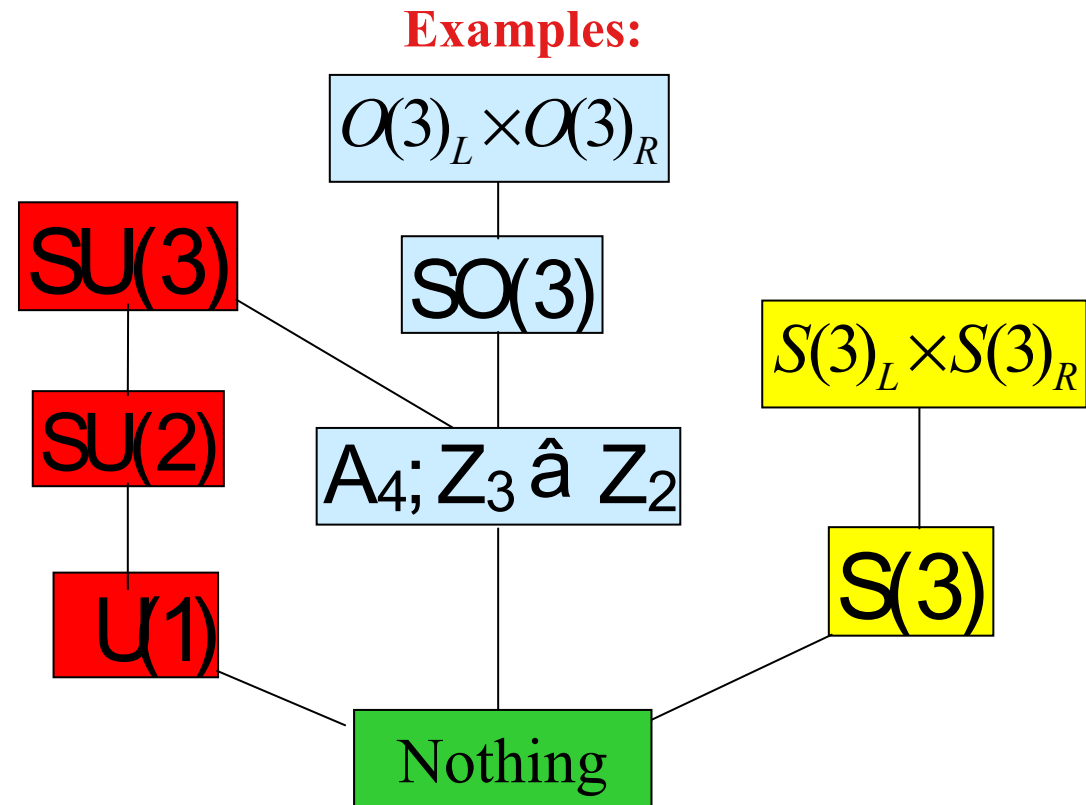 Examples:
O(3)L ×O(3)R
SU(3)
SO(3)
S(3)L ×S(3)R
SU(2)
A4; Z3 â Z2
U(1)
S(3)
Nothing